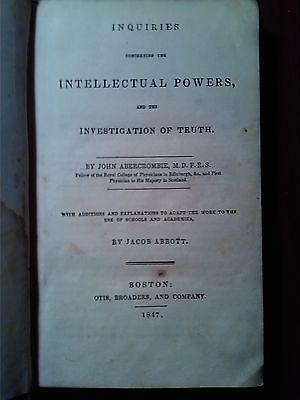 INQUIRIES
CONCERNING THE
INTELLECTUAL POWERS,
AND THE
INVESTIGATION OF TRUTH.
BY JOHN ABERCROMBIE, M.D. F.R.S.
Fellow of the Royal College of Physicians in Edinburgh, &c. and First
Physician to His Majesty in Scotland.
WITH ADDITIONS AND EXPLANATIONS TO ADAPT THE WORK TO THE
USE OF SCHOOLS AND ACADEMIES,
BY JACOB ABBOTT.
BOSTON:
OTIS, BROADERS, AND COMPANY.
1847.